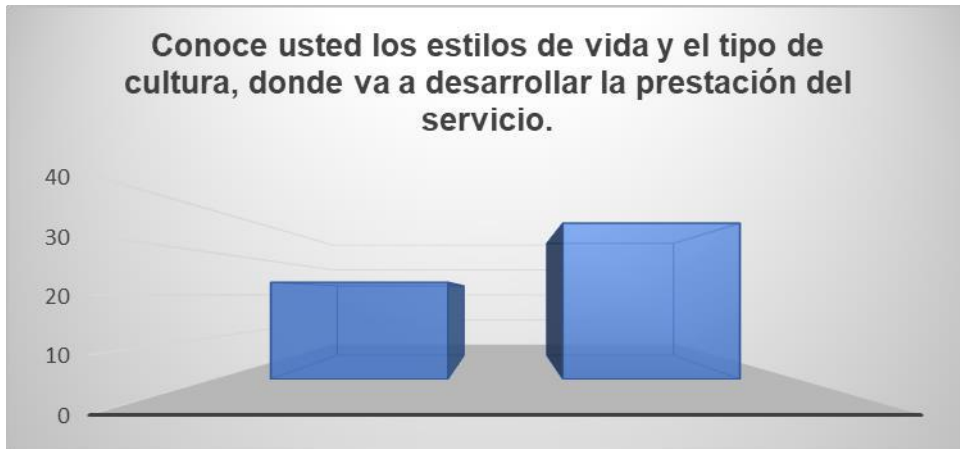 Conoce usted los estilos de vida y el tipo de
cultura, donde va a desarrollar la prestación del
servicio.
40
30
20
10
0